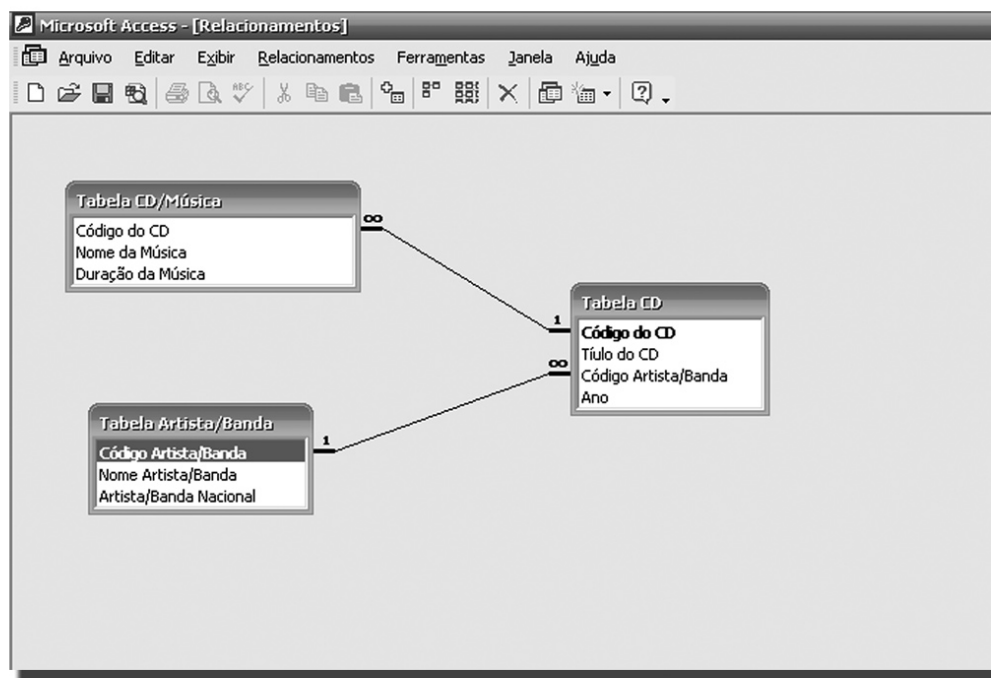 Microsoft Access - [Relacionamentos]
Arquivo Editar Exibir Relacionamentos Ferramentas Janela Ajuda
ABC
Tabela CD/Música
Código do CD
Nome da Música
Duração da Música
∞
1
∞
Tabela CD
Código do CD
Tíulo do CD
Código Artista/Banda
Ano
Tabela Artista/Banda
Código Artista/Banda
Nome Artista/Banda
Artista/Banda Nacional
1